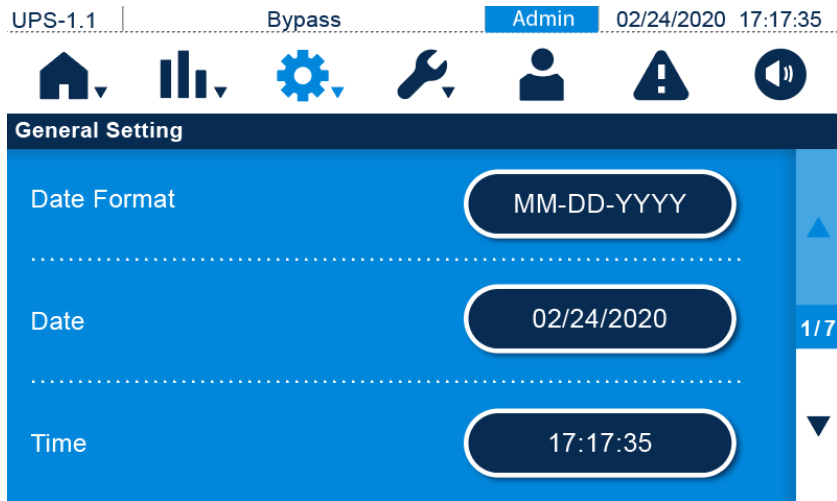 UPS-1.1 Bypass Admin 02/24/2020 17:17:35
General Setting
Date Format MM-DD-YYYY
Date 02/24/2020
1/7
Time 17:17:35